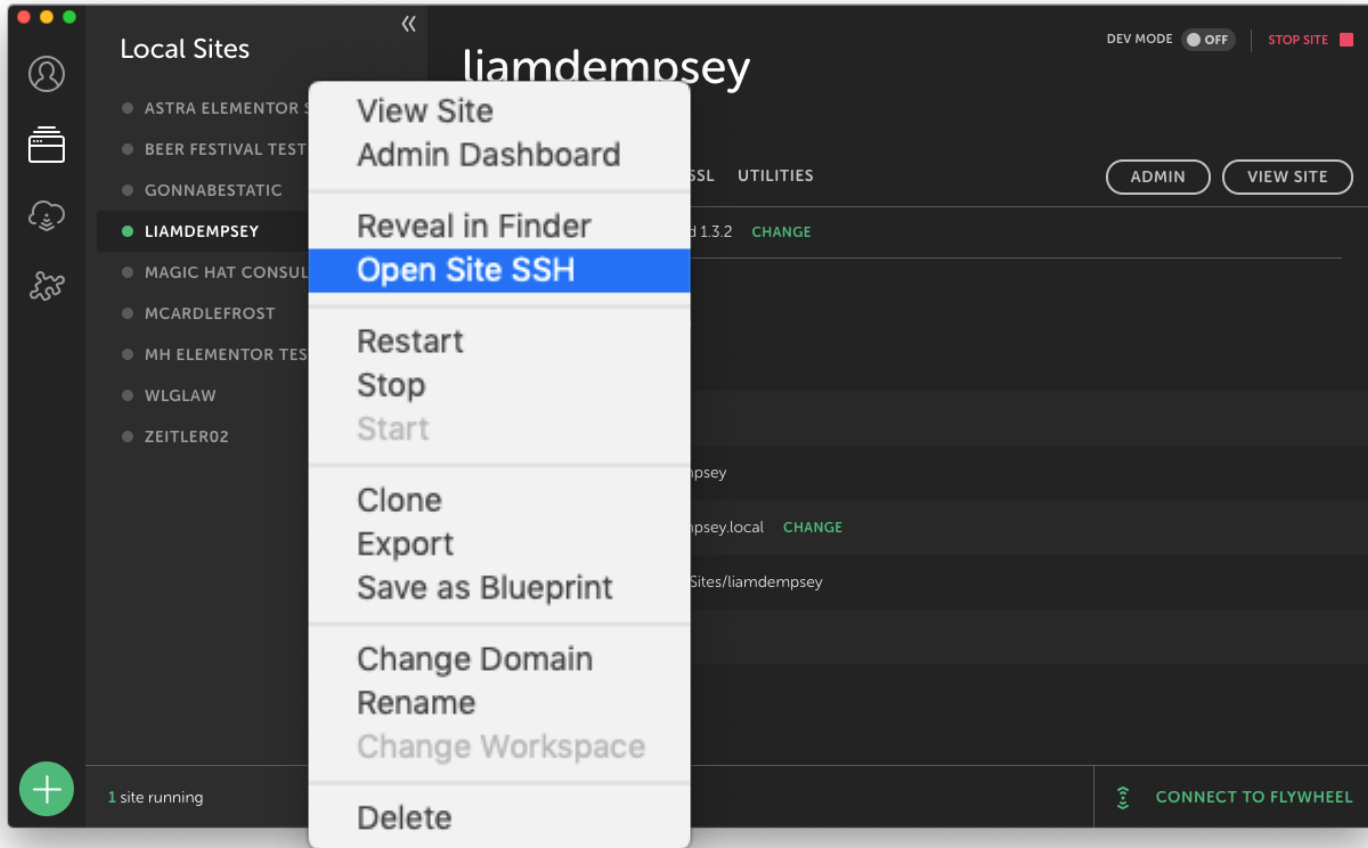 Local Sites
ASTRA ELEMENTOR
BEER FESTIVAL TEST
GONNABESTATIC
LIAMDEMPSEY
MAGIC HAT
MCARDLEFROST
MH ELEMENTOR
WLGLAW
ZEITLER02
1 site running
View Site
Admin Dashboard
Reveal in Finder
Open Site SSH
Restart
Stop
Start
Clone
Export
Save as Blueprint
Change Domain
Rename
Change Workspace
Delete
liamdempsey
DEV MODE OFF STOP SITE
SSL UTILITIES
ADMIN VIEW SITE
1.3.2 CHANGE
psey
psey.local CHANGE
Sites/liamdempsey
CONNECT TO FLYWHEEL